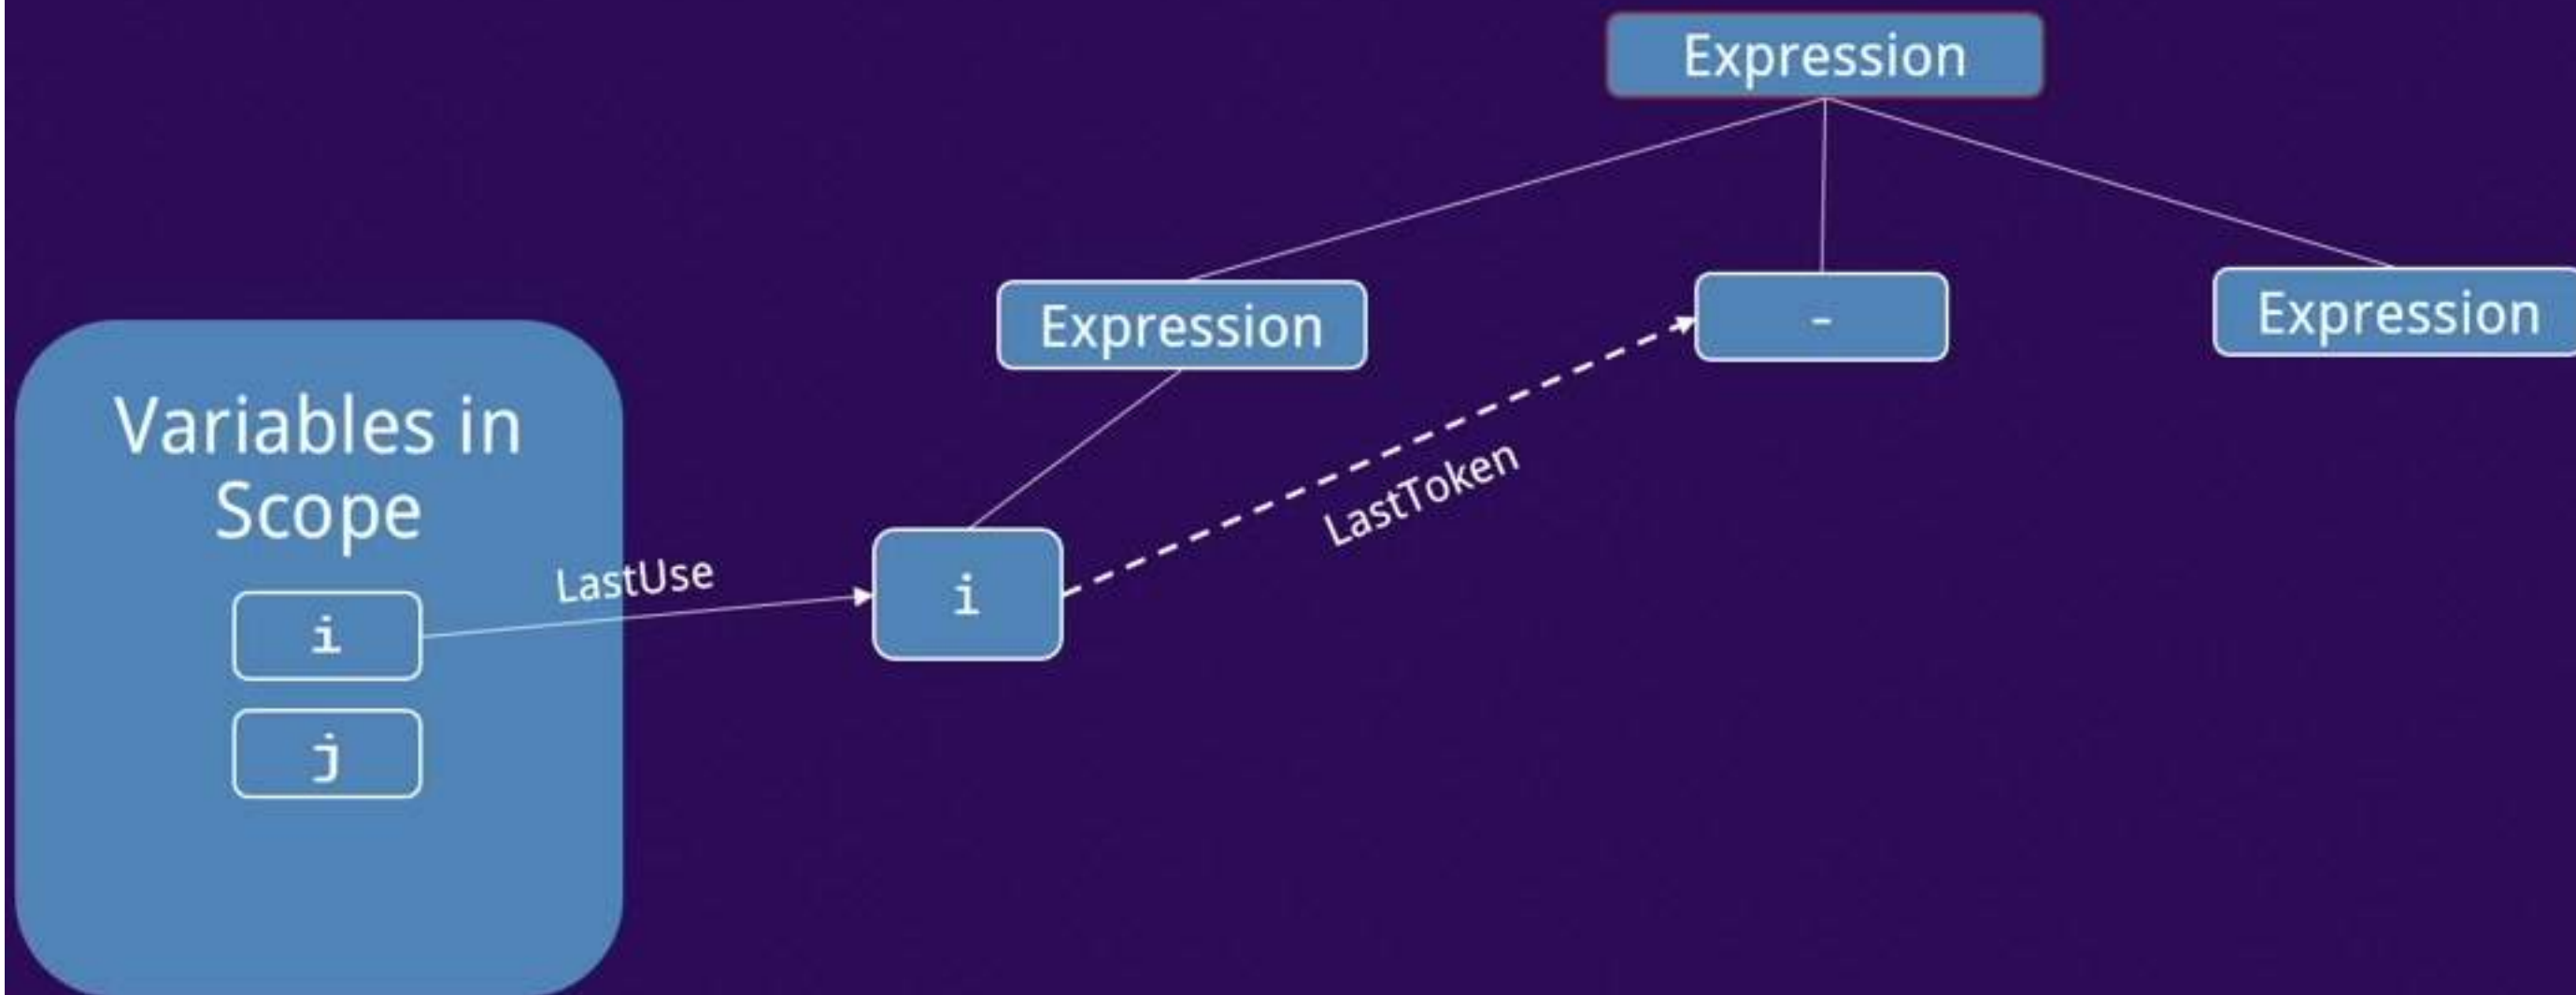 Expression
Expression
-
Expression
Variables in
Scope
LastUse
LastToken
i
i
j